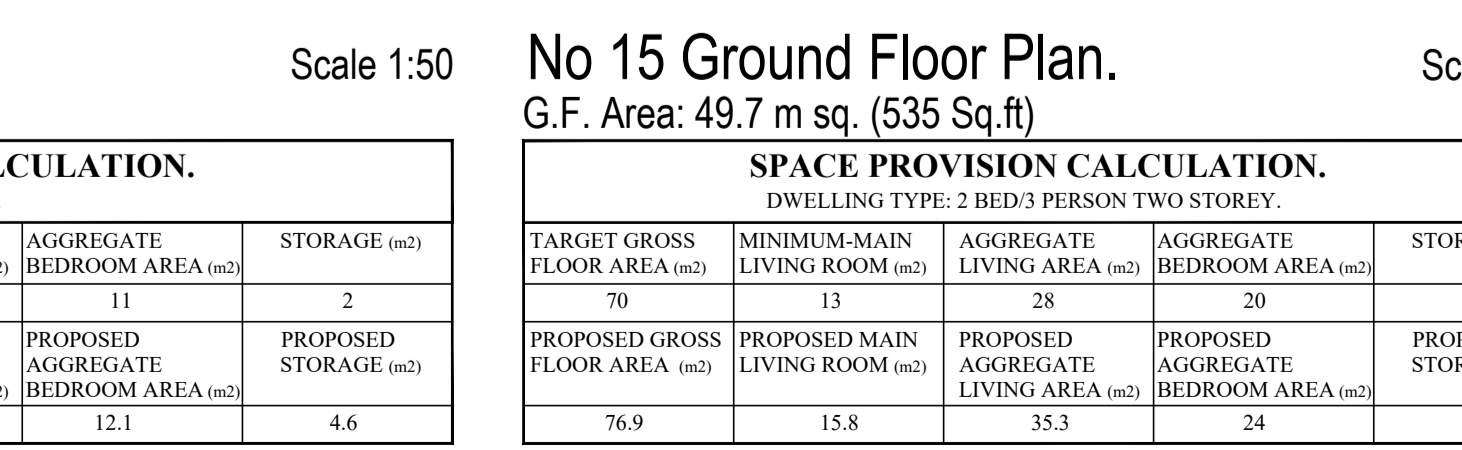 Scale 1:50
No 15 Ground Floor Plan.
G.F. Area: 49.7 m sq. (535 Sq.ft)
CULATION.
AGGREGATE
BEDROOM AREA (m2)
STORAGE (m2)
11
2
PROPOSED
AGGREGATE
BEDROOM AREA (m2)
PROPOSED
STORAGE (m2)
12.1
4.6
SPACE PROVISION CALCULATION.
DWELLING TYPE: 2 BED/3 PERSON TWO STOREY.
TARGET GROSS
FLOOR AREA (m2)
MINIMUM-MAIN
LIVING ROOM (m2)
AGGREGATE
LIVING AREA (m2)
AGGREGATE
BEDROOM AREA (m2)
70
13
28
20
PROPOSED GROSS
FLOOR AREA (m2)
PROPOSED MAIN
LIVING ROOM (m2)
PROPOSED
AGGREGATE
LIVING AREA (m2)
PROPOSED
AGGREGATE
BEDROOM AREA (m2)
76.9
15.8
35.3
24